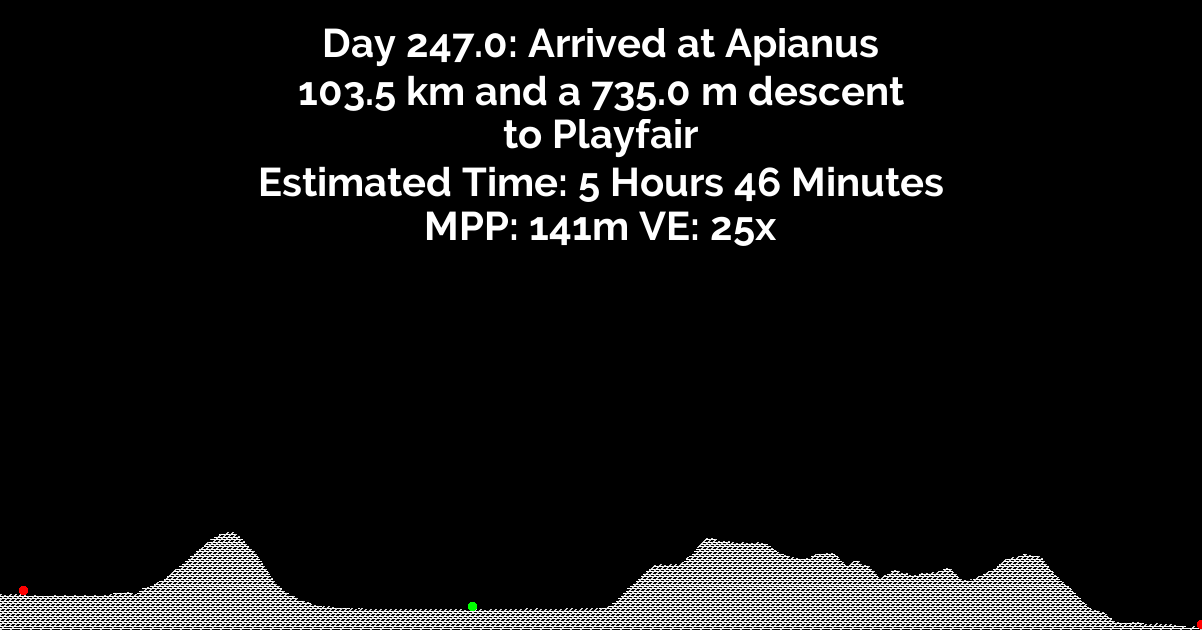 Day 247.0: Arrived at Apianus
103.5 km and a 735.0 m descent
to Playfair
Estimated Time: 5 Hours 46 Minutes
MPP: 141m VE: 25x